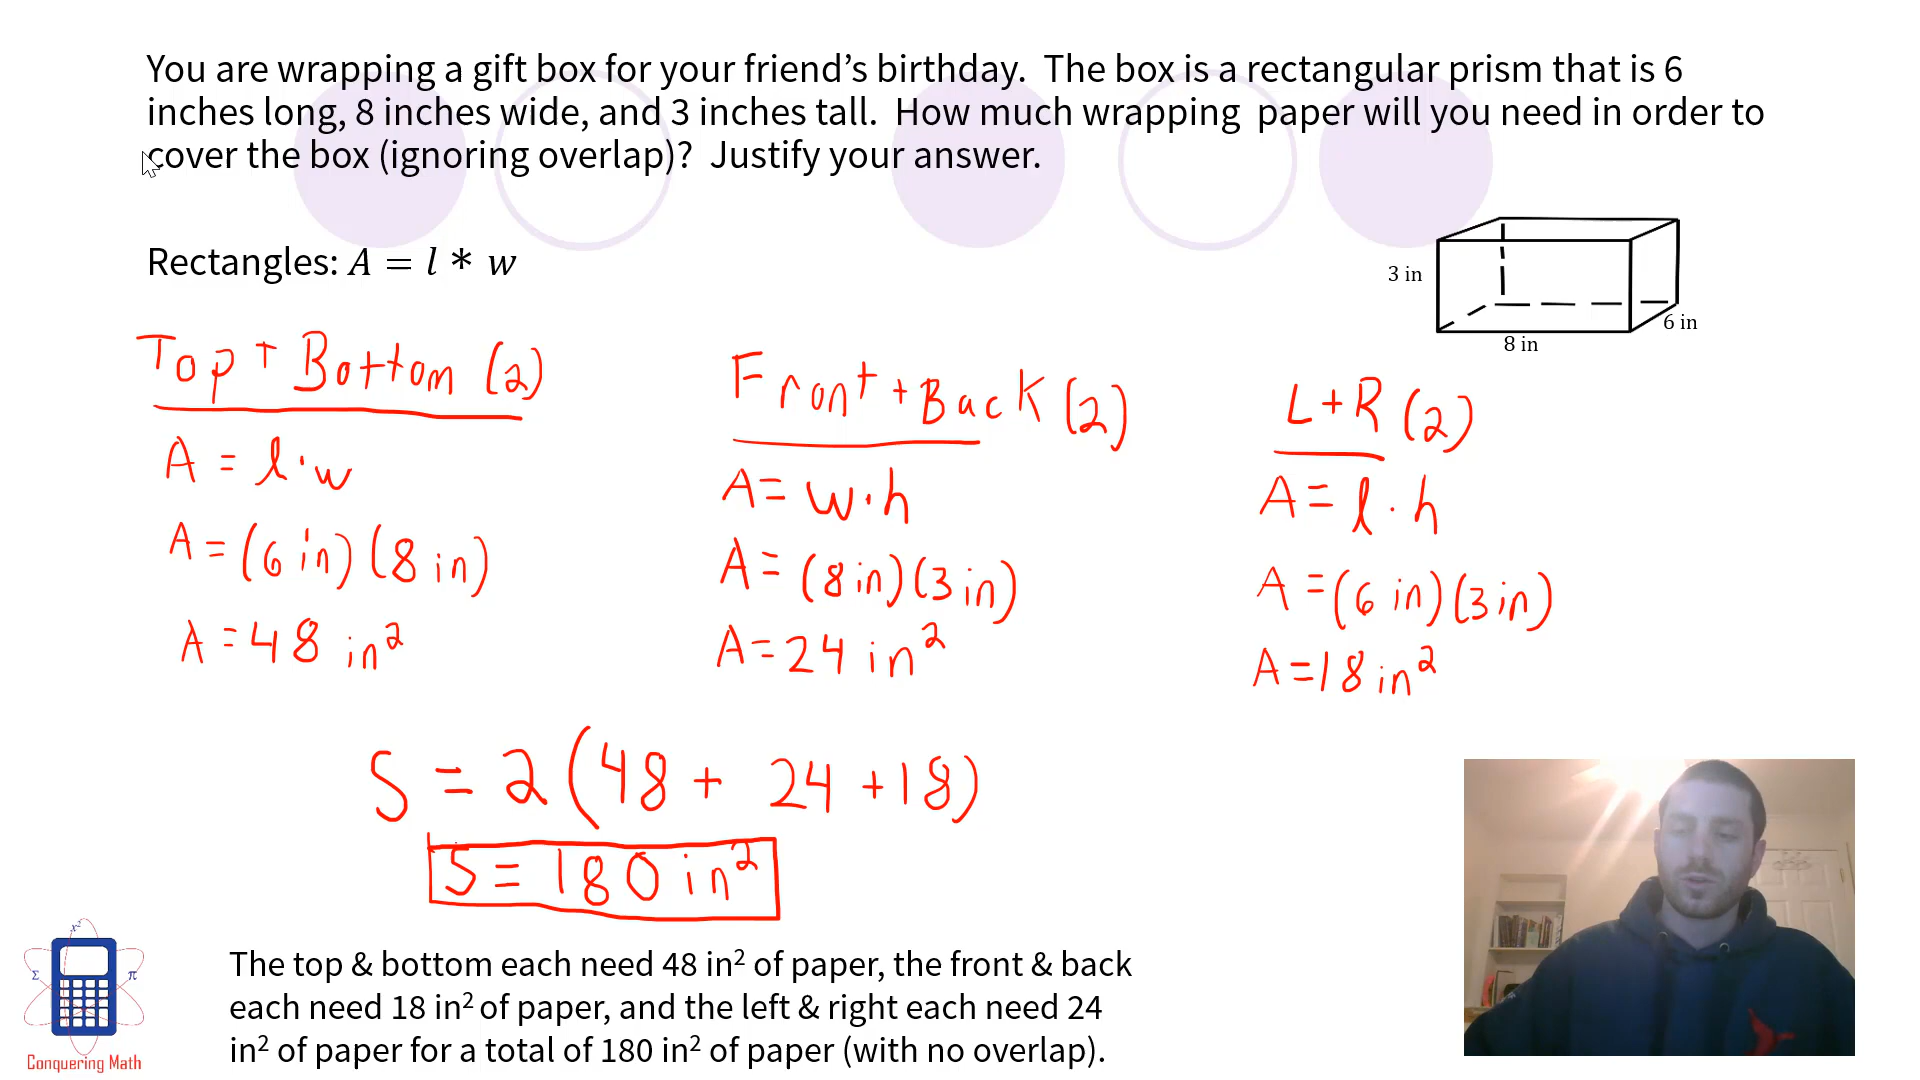 You are wrapping a gift box for your friend’s birthday. The box is a rectangular prism that is 6
inches long, 8 inches wide, and 3 inches tall. How much wrapping paper will you need in order to
cover the box (ignoring overlap)? Justify your answer.
Rectangles: A = l * w
3 in
6 in
8 in
Top + Bottom (2)
A = l · w
A = (6 in)(8 in)
A = 48 in²
Front + Back (2)
A = w · h
A = (8 in)(3 in)
A = 24 in²
L + R (2)
A = l · h
A = (6 in)(3 in)
A = 18 in²
S = 2(48 + 24 + 18)
S = 180 in²
The top & bottom each need 48 in² of paper, the front & back
each need 18 in² of paper, and the left & right each need 24
in² of paper for a total of 180 in² of paper (with no overlap).
x²
Σ
π
Conquering Math